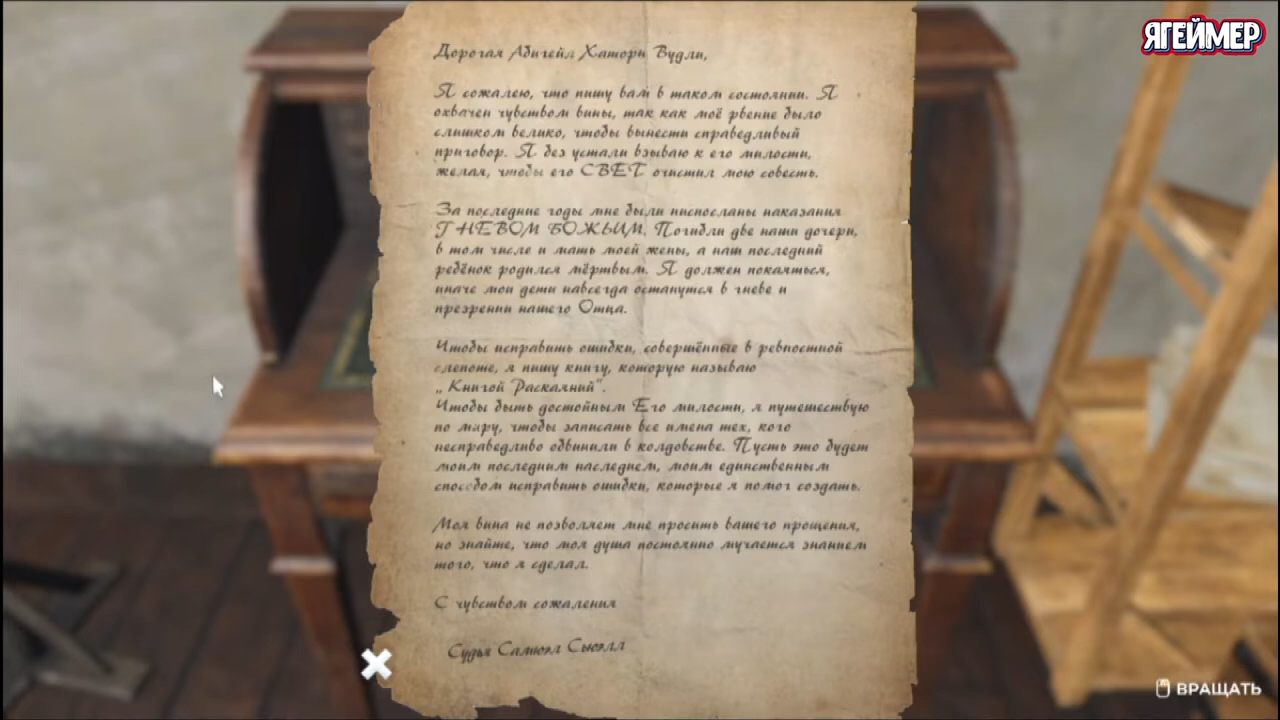 ЯГЕЙМЕР
Дорогая Абигейл Хаторн Вудли,
Я сожалею, что пишу вам в таком состоянии. Я
охвачен чувством вины, так как моё рвение было
слишком велико, чтобы вынести справедливый
приговор. Я без устали взываю к его милости,
желая, чтобы его СВЕТ очистил мою совесть.
За последние годы мне были ниспосланы наказания
ГНЕВОМ БОЖЬИМ. Погибли две наши дочери,
в том числе и мать моей жены, а наш последний
ребёнок родился мёртвым. Я должен покаяться,
иначе мои дети навсегда останутся в гневе и
презрении нашего Отца.
Чтобы исправить ошибки, совершённые в ревностной
слепоте, я пишу книгу, которую называю
„ Книгой Раскаяний“.
Чтобы быть достойным Его милости, я путешествую
по миру, чтобы записать все имена тех, кого
несправедливо обвинили в колдовстве. Пусть это будет
моим последним наследием, моим единственным
способом исправить ошибки, которые я помог создать.
Моя вина не позволяет мне просить вашего прощения,
но знайте, что моя душа постоянно мучается знанием
того, что я сделал.
С чувством сожаления
Судья Самюэл Сьюэлл
ВРАЩАТЬ